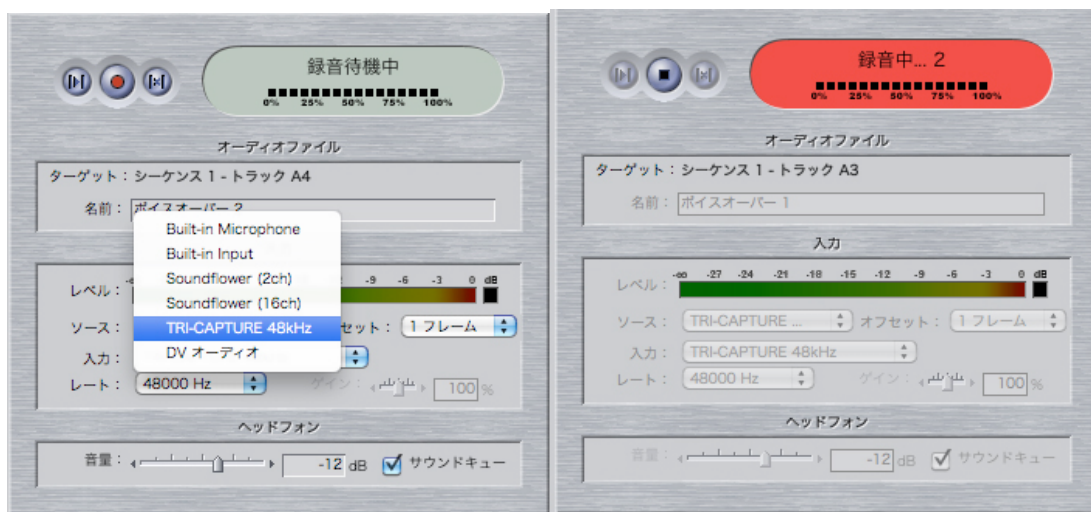 録音待機中
0% 25% 50% 75% 100%
オーディオファイル
ターゲット：シーケンス 1 - トラック A4
名前： ボイスオーバー 2
Built-in Microphone
Built-in Input
Soundflower (2ch)
Soundflower (16ch)
TRI-CAPTURE 48kHz
DV オーディオ
レベル： -9 -6 -3 0 dB
ソース： セット： 1 フレーム
入力：
レート： 48000 Hz ゲイン： 100 %
ヘッドフォン
音量： -12 dB サウンドキュー
録音中... 2
0% 25% 50% 75% 100%
オーディオファイル
ターゲット：シーケンス 1 - トラック A3
名前： ボイスオーバー 1
入力
レベル： -∞ -27 -24 -21 -18 -15 -12 -9 -6 -3 0 dB
ソース： TRI-CAPTURE ... オフセット： 1 フレーム
入力： TRI-CAPTURE 48kHz
レート： 48000 Hz ゲイン： 100 %
ヘッドフォン
音量： -12 dB サウンドキュー